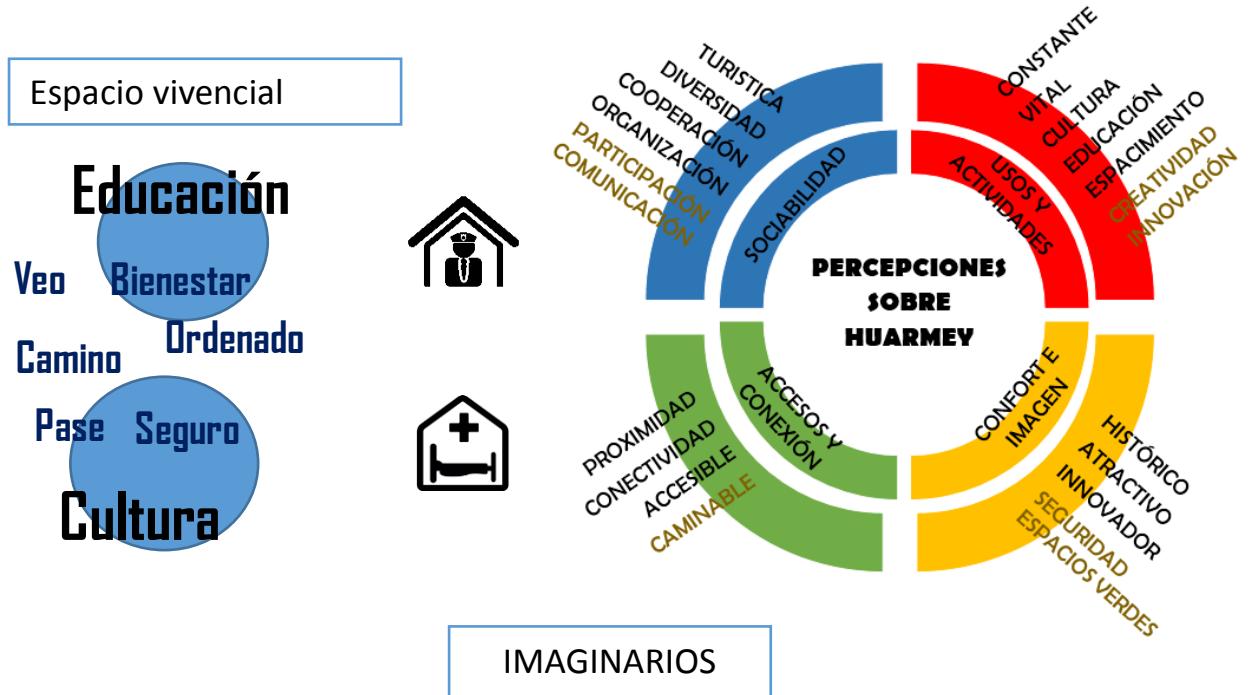 Espacio vivencial
Educación
Veo
Bienestar
Ordenado
Camino
Pase
Seguro
Cultura
TURISTICA
DIVERSIDAD
COOPERACIÓN
ORGANIZACIÓN
PARTICIPACIÓN
COMUNICACIÓN
SOCIABILIDAD
CONSTANTE
VITAL
CULTURA
EDUCACIÓN
ESPACIMIENTO
CREATIVIDAD
INNOVACIÓN
USOS Y
ACTIVIDADES
PERCEPCIONES
SOBRE
HUARMEY
ACCESOS Y
CONEXIÓN
PROXIMIDAD
CONECTIVIDAD
ACCESIBLE
CAMINABLE
CONFORT E
IMAGEN
HISTÓRICO
ATRACTIVO
INNOVADOR
SEGURIDAD
ESPACIOS VERDES
IMAGINARIOS